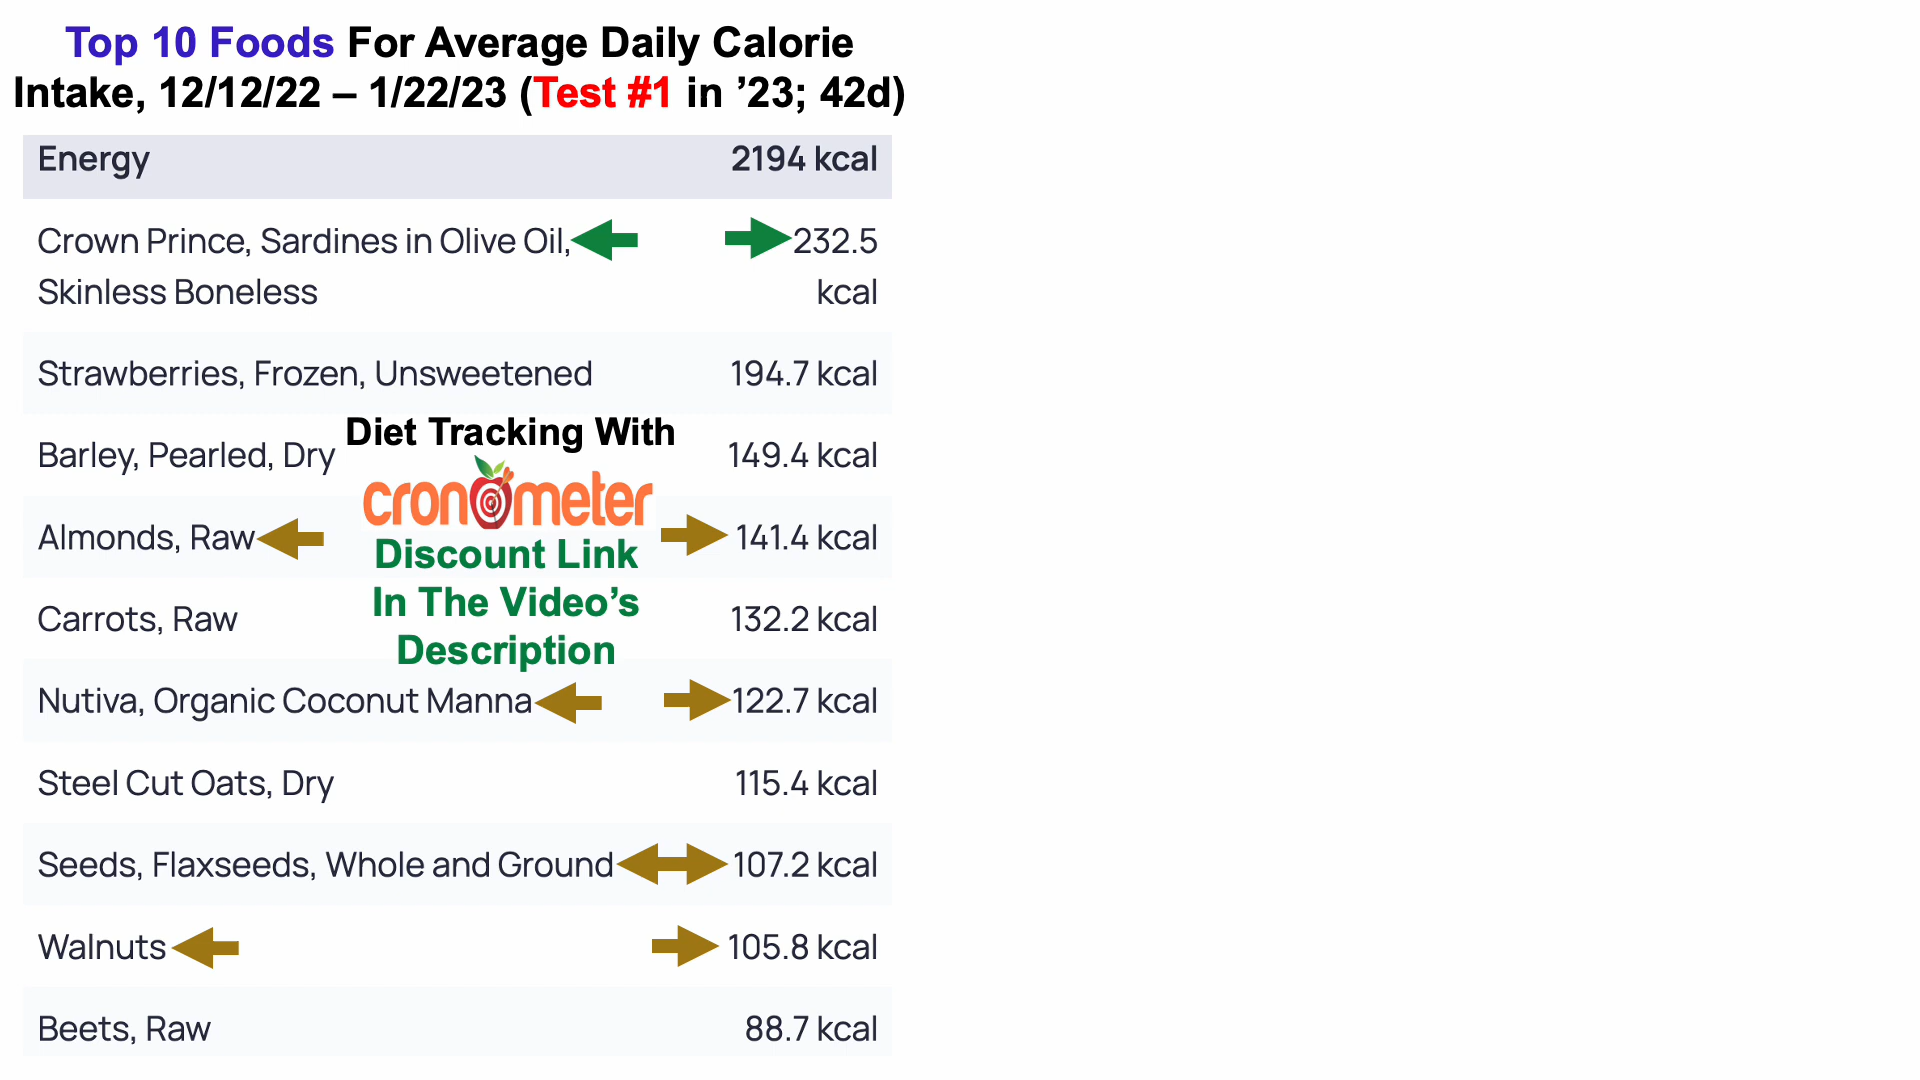 Top 10 Foods For Average Daily Calorie
Intake, 12/12/22 – 1/22/23 (Test #1 in ’23; 42d)
Energy 2194 kcal
Crown Prince, Sardines in Olive Oil, 232.5
Skinless Boneless kcal
Strawberries, Frozen, Unsweetened 194.7 kcal
Diet Tracking With
Barley, Pearled, Dry 149.4 kcal
cronometer
Almonds, Raw 141.4 kcal
Discount Link
In The Video’s
Carrots, Raw 132.2 kcal
Description
Nutiva, Organic Coconut Manna 122.7 kcal
Steel Cut Oats, Dry 115.4 kcal
Seeds, Flaxseeds, Whole and Ground 107.2 kcal
Walnuts 105.8 kcal
Beets, Raw 88.7 kcal